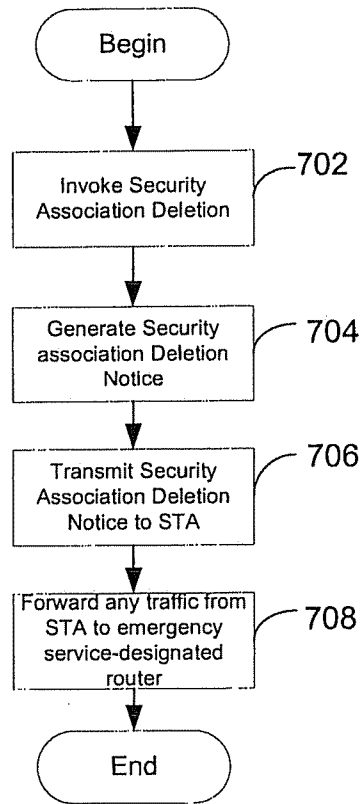 Begin
702
Invoke Security
Association Deletion
704
Generate Security
association Deletion
Notice
706
Transmit Security
Association Deletion
Notice to STA
Forward any traffic from
STA to emergency
service-designated
router
708
End